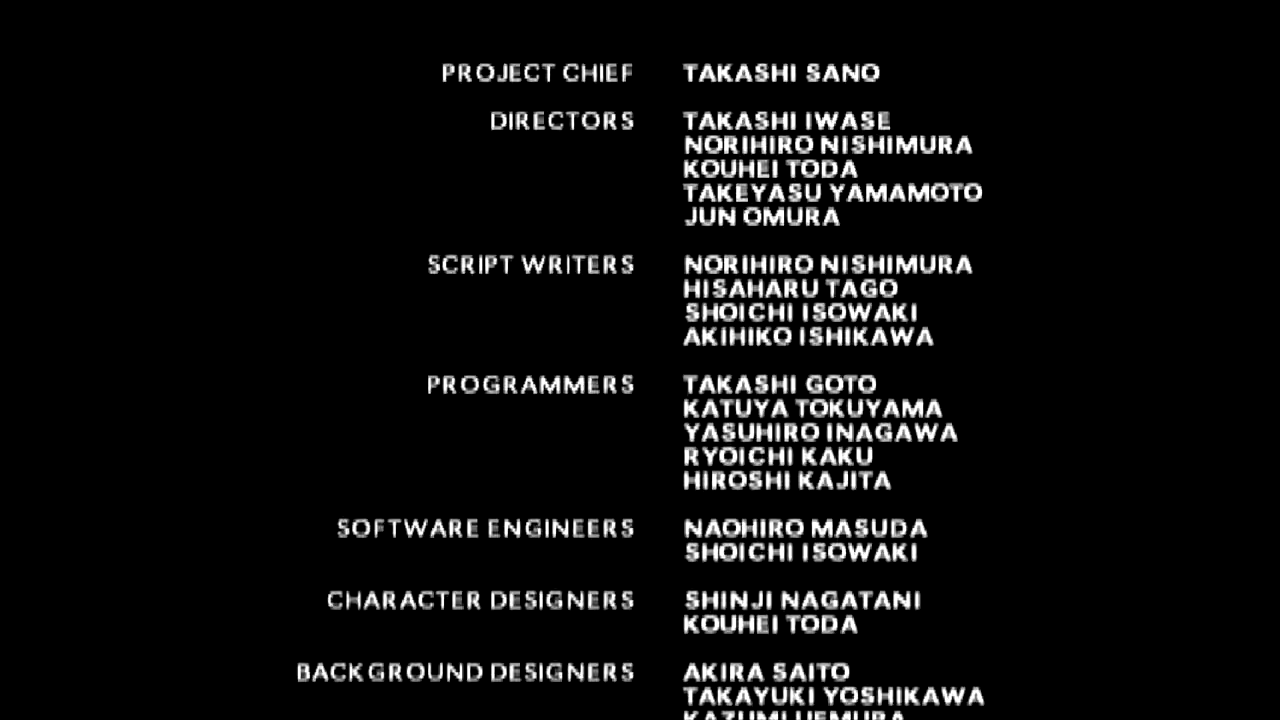 PROJECT CHIEF TAKASHI SANO
DIRECTORS TAKASHI IWASE
NORIHIRO NISHIMURA
KOUHEI TODA
TAKEYASU YAMAMOTO
JUN OMURA
SCRIPT WRITERS NORIHIRO NISHIMURA
HISAHARU TAGO
SHOICHI ISOWAKI
AKIHIKO ISHIKAWA
PROGRAMMERS TAKASHI GOTO
KATUYA TOKUYAMA
YASUHIRO INAGAWA
RYOICHI KAKU
HIROSHI KAJITA
SOFTWARE ENGINEERS NAOHIRO MASUDA
SHOICHI ISOWAKI
CHARACTER DESIGNERS SHINJI NAGATANI
KOUHEI TODA
BACKGROUND DESIGNERS AKIRA SAITO
TAKAYUKI YOSHIKAWA
KAZUMI UEMURA